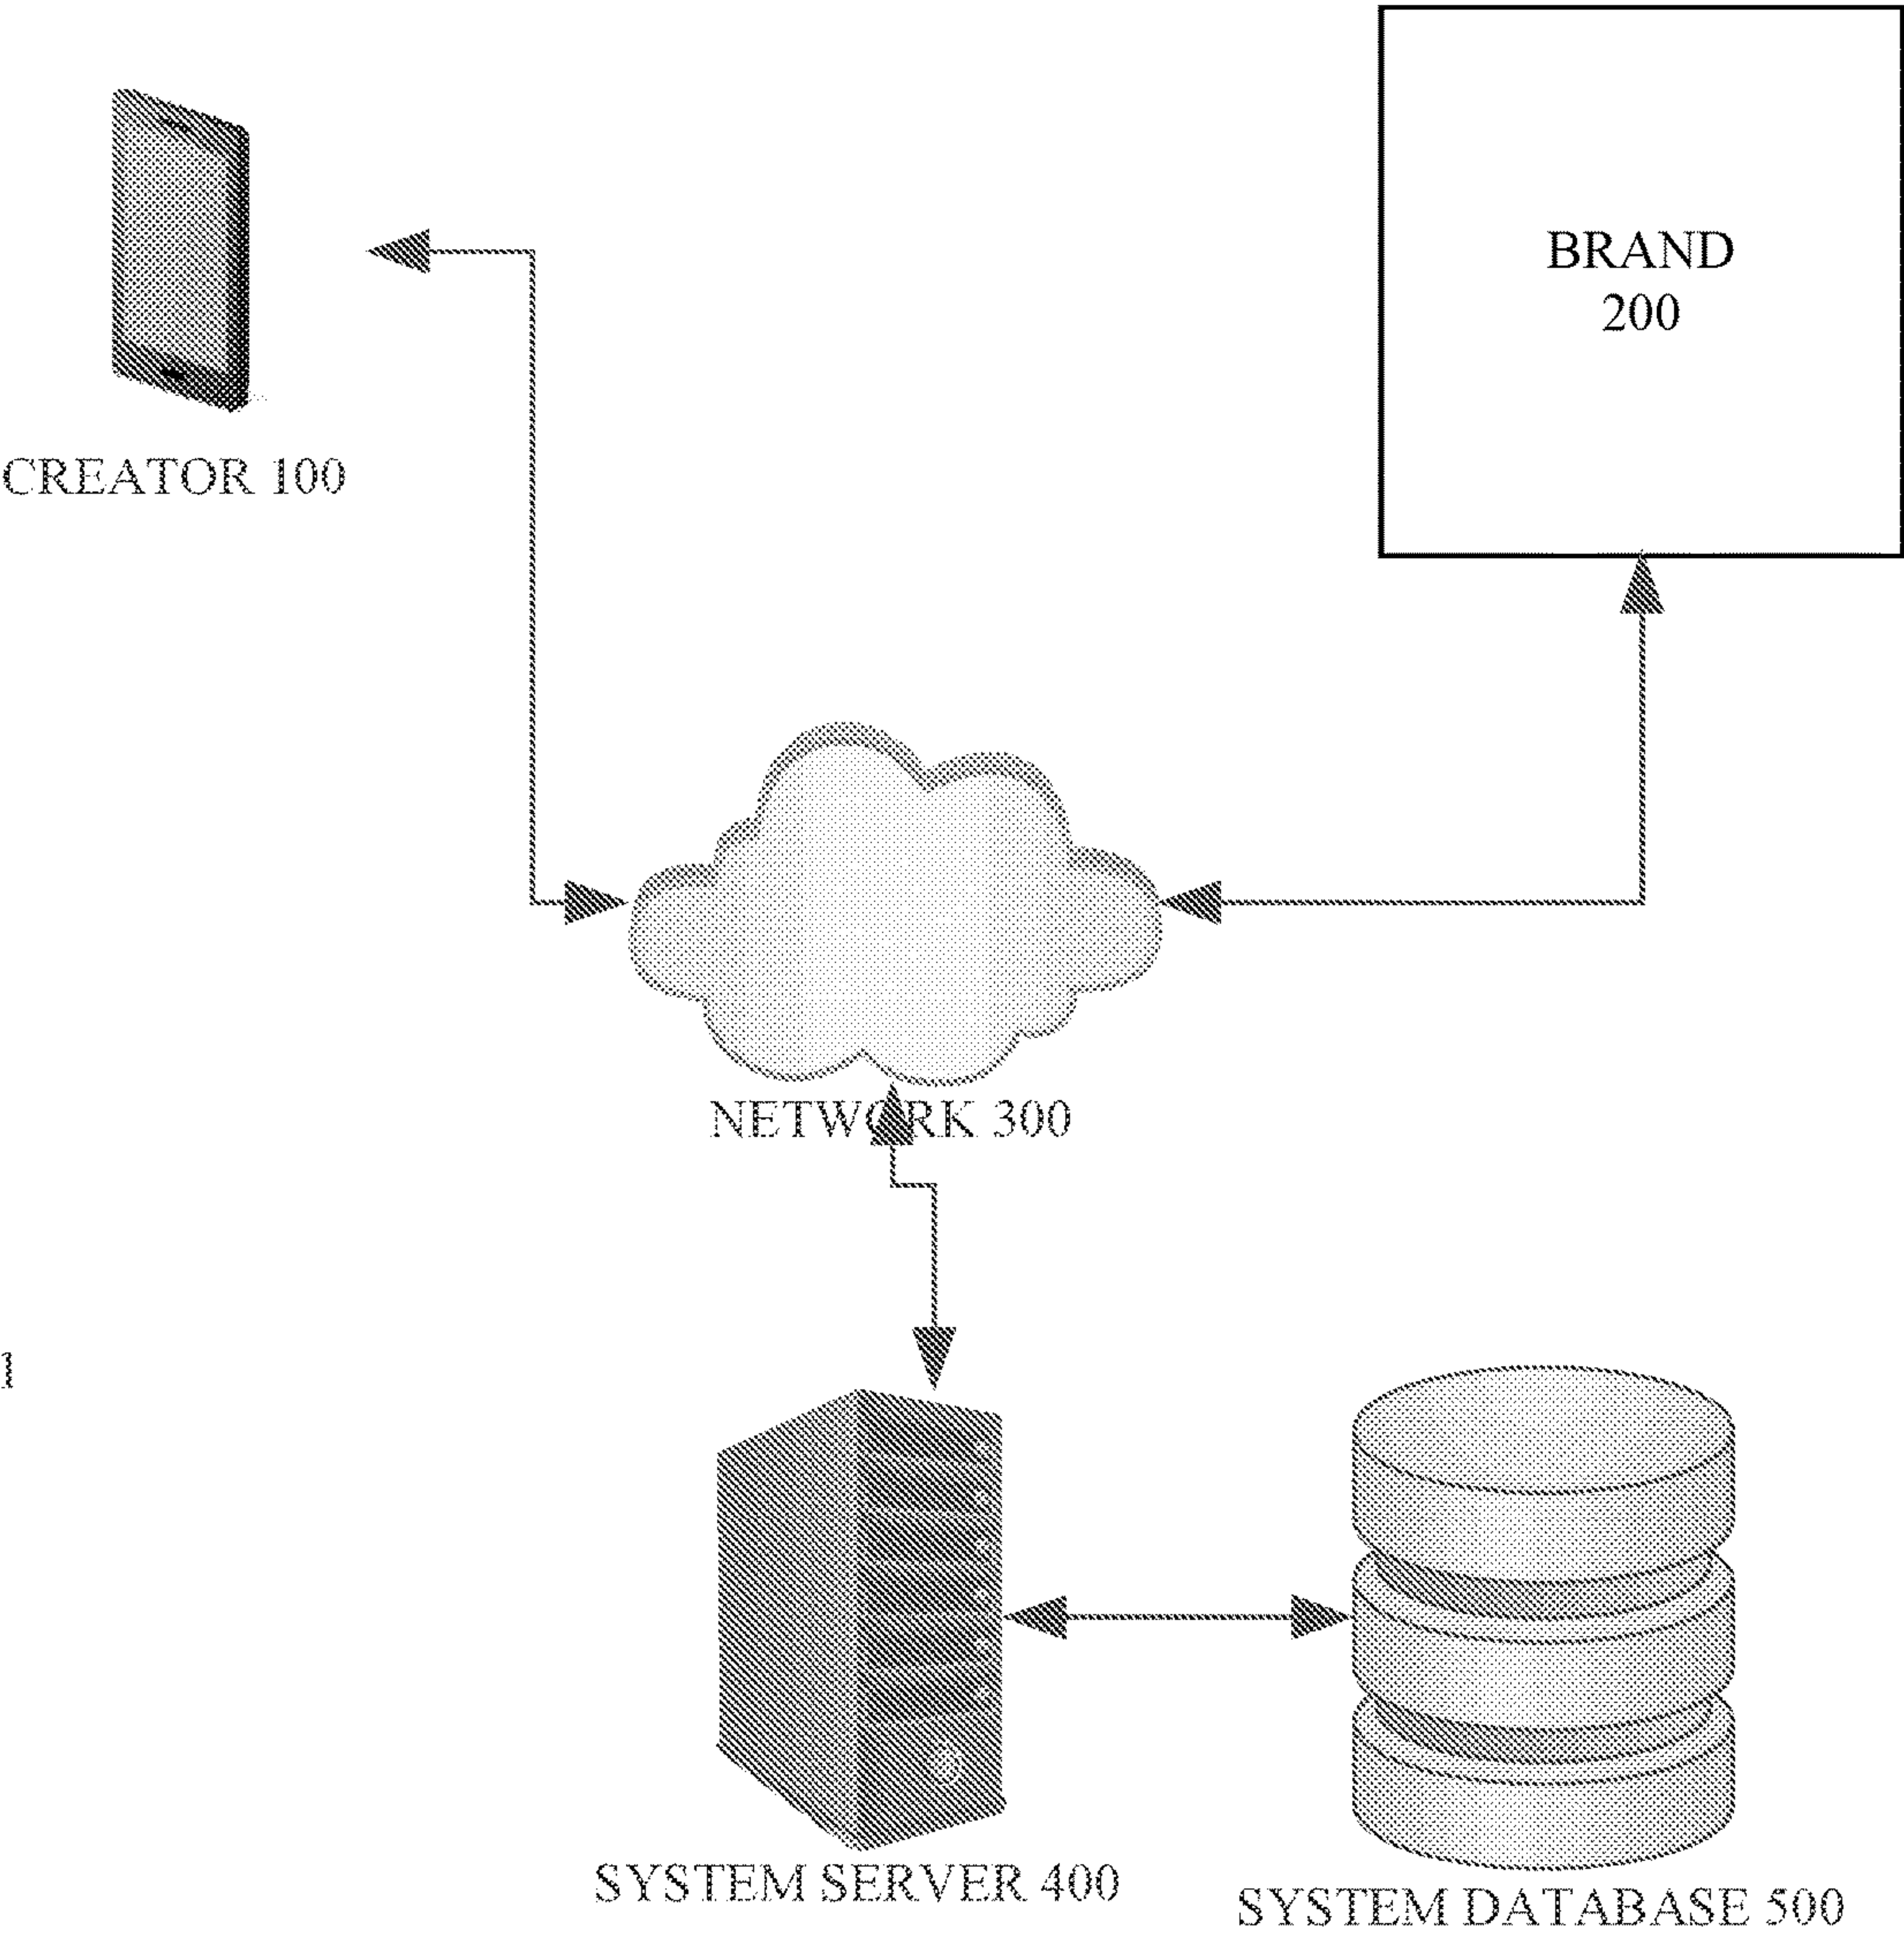 BRAND
200
CREATOR 100
NETWORK 300
1
SYSTEM SERVER 400
SYSTEM DATABASE 500